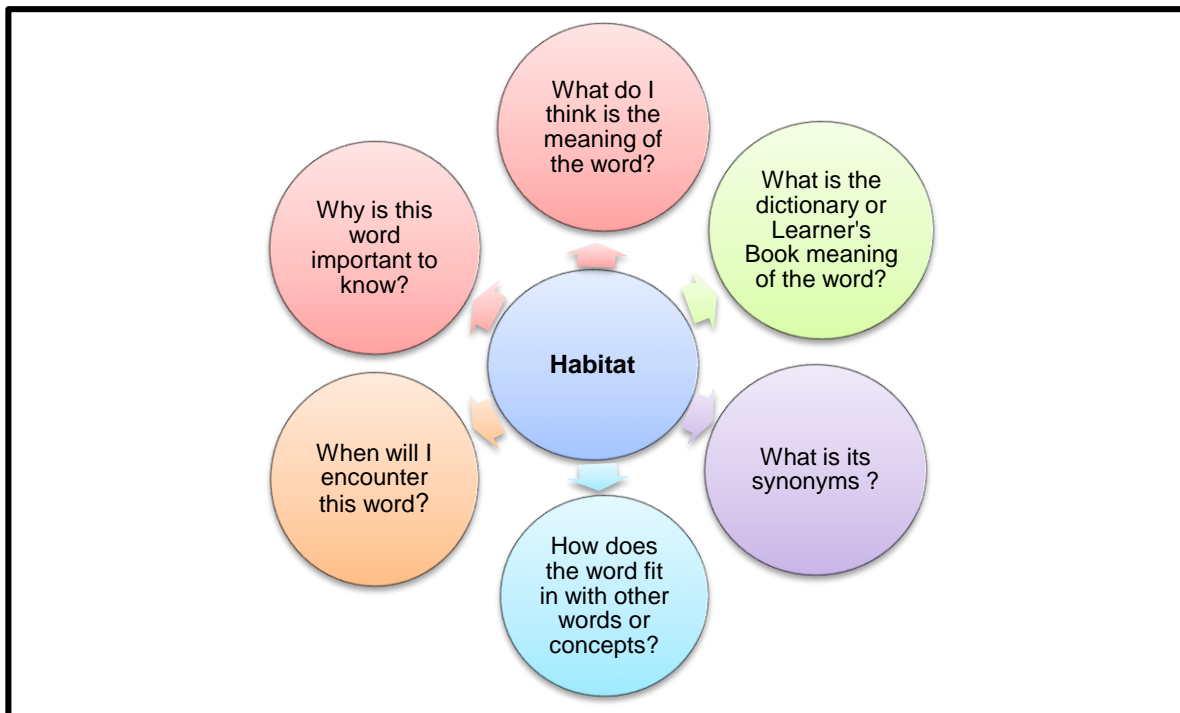 What do I
think is the
meaning of
the word?
What is the
dictionary or
Learner's
Book meaning
of the word?
What is its
synonyms ?
How does
the word fit
in with other
words or
concepts?
When will I
encounter
this word?
Why is this
word
important to
know?
Habitat